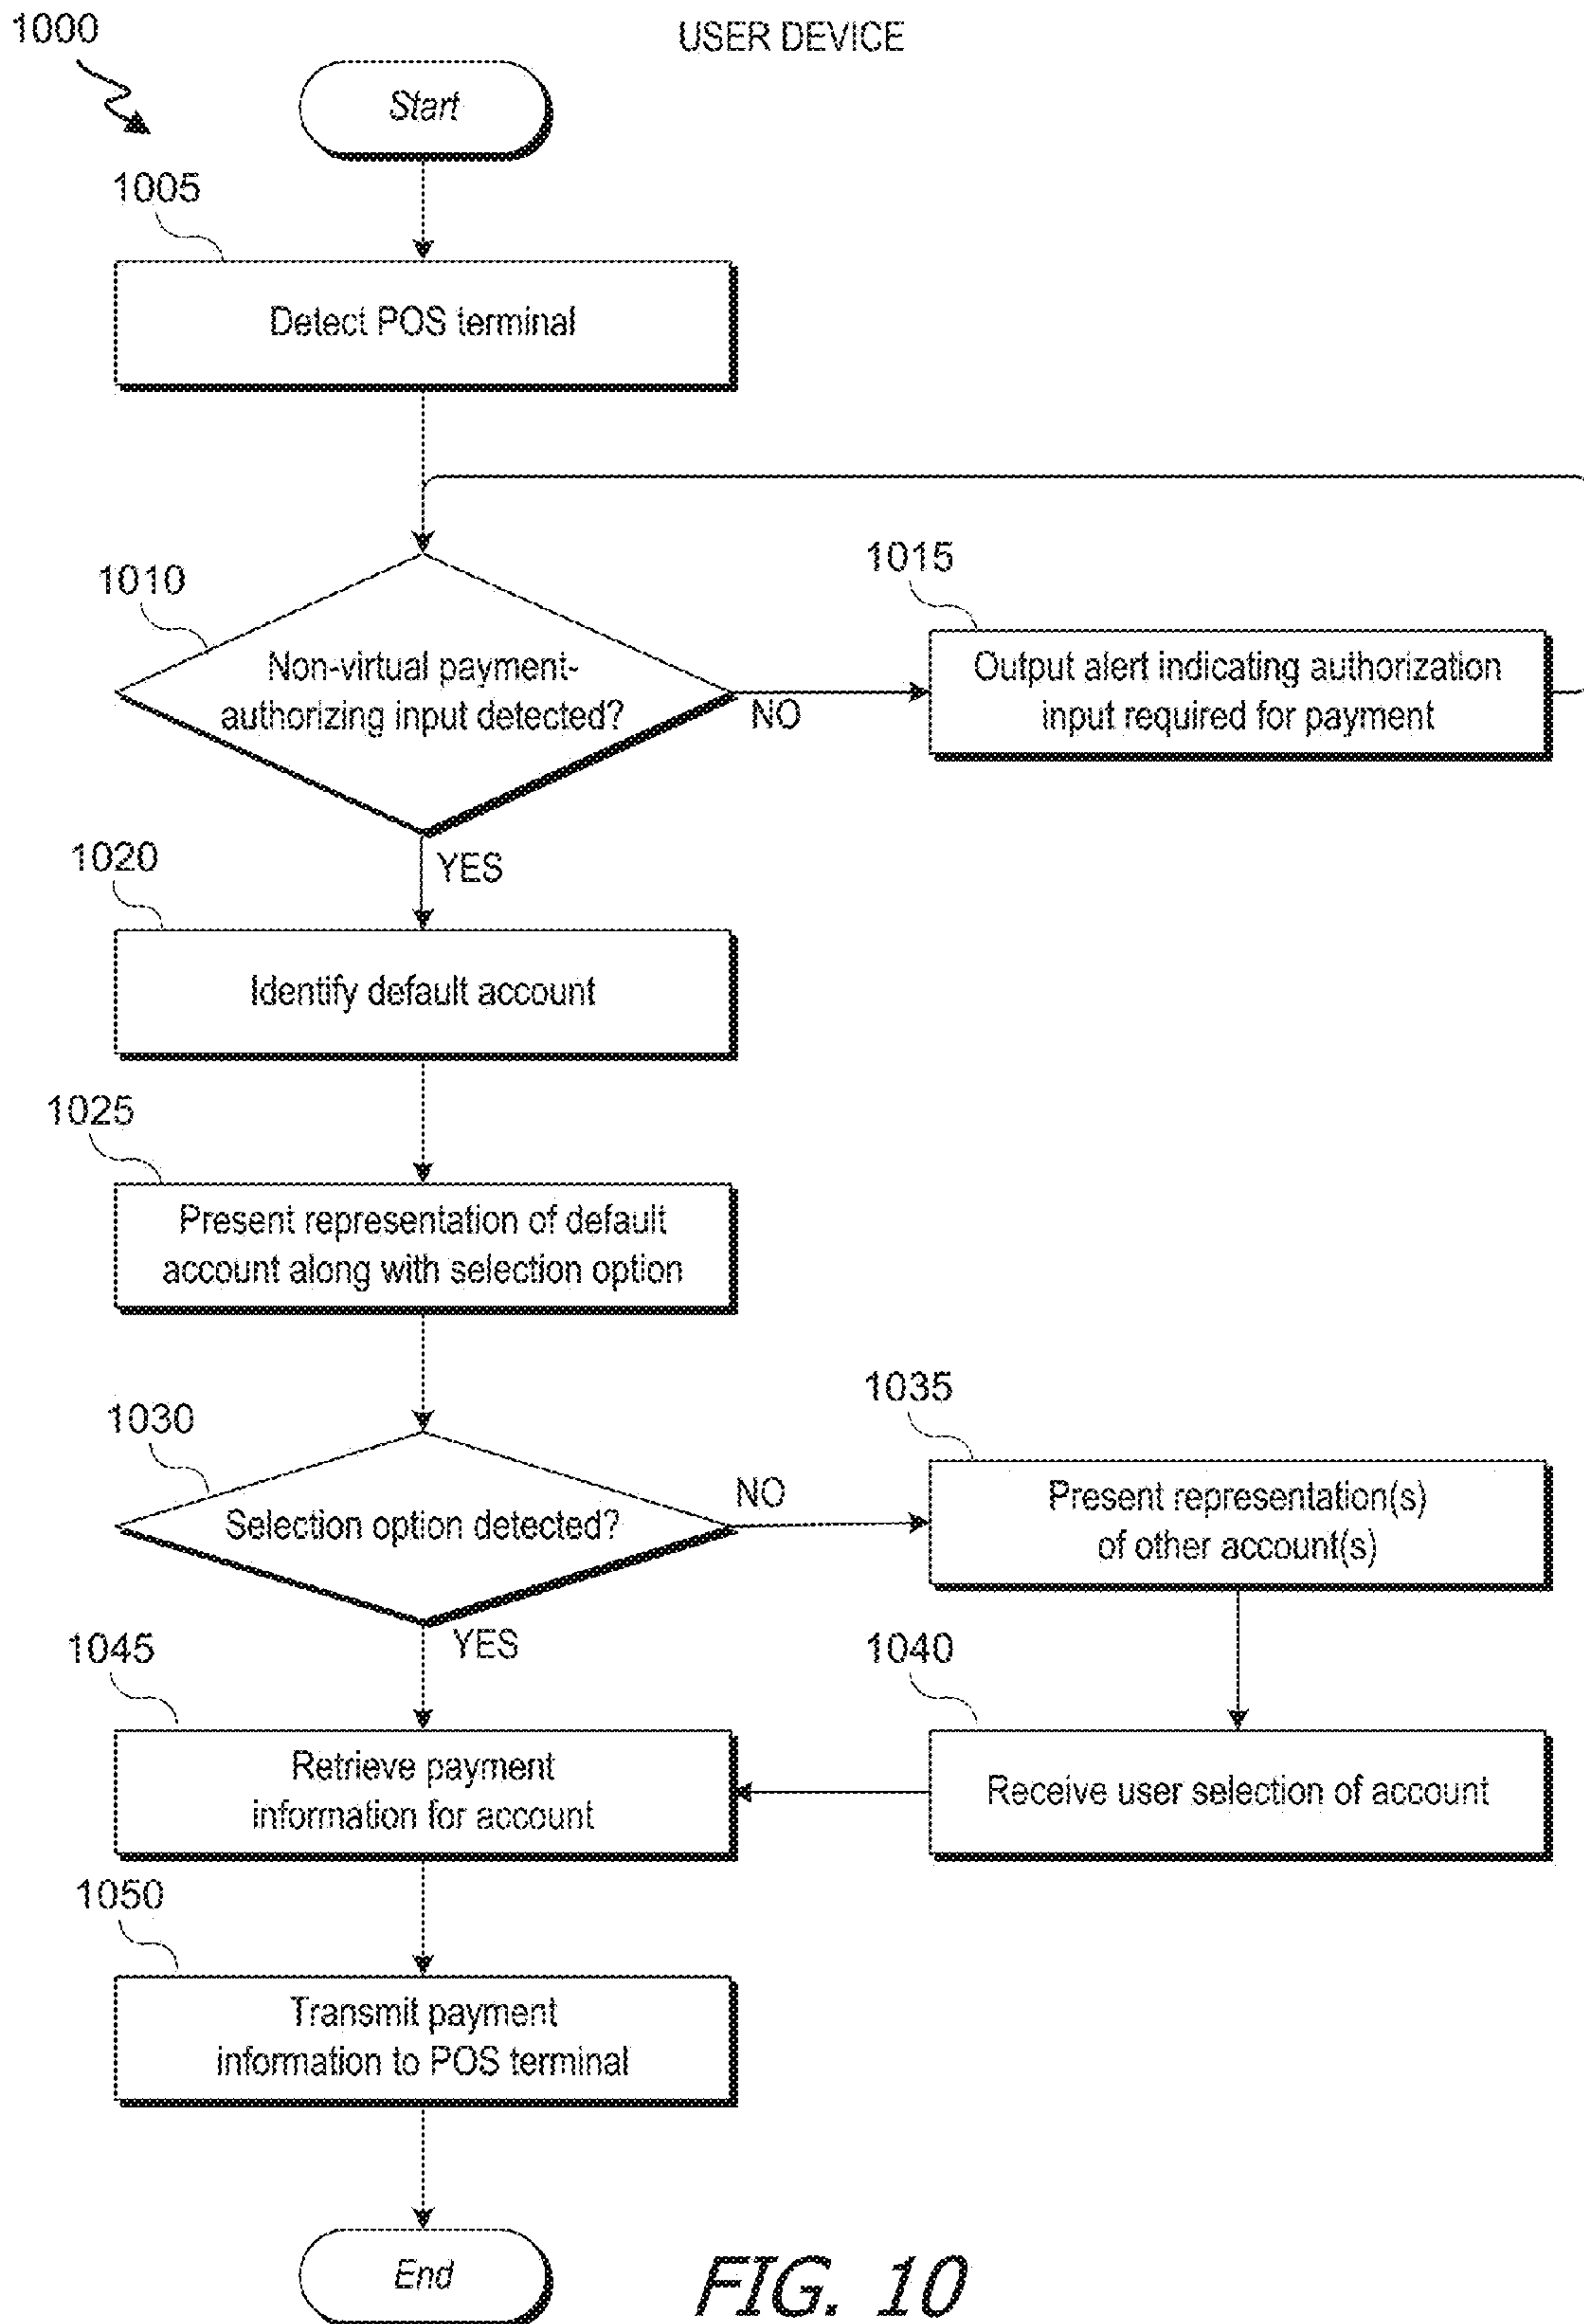 1000
USER DEVICE
Start
1005
Detect POS terminal
1010
Non-virtual payment-
authorizing input detected?
NO
1015
Output alert indicating authorization
input required for payment
YES
1020
Identify default account
1025
Present representation of default
account along with selection option
1030
Selection option detected?
NO
1035
Present representation(s)
of other account(s)
YES
1045
Retrieve payment
information for account
1040
Receive user selection of account
1050
Transmit payment
information to POS terminal
End
FIG. 10